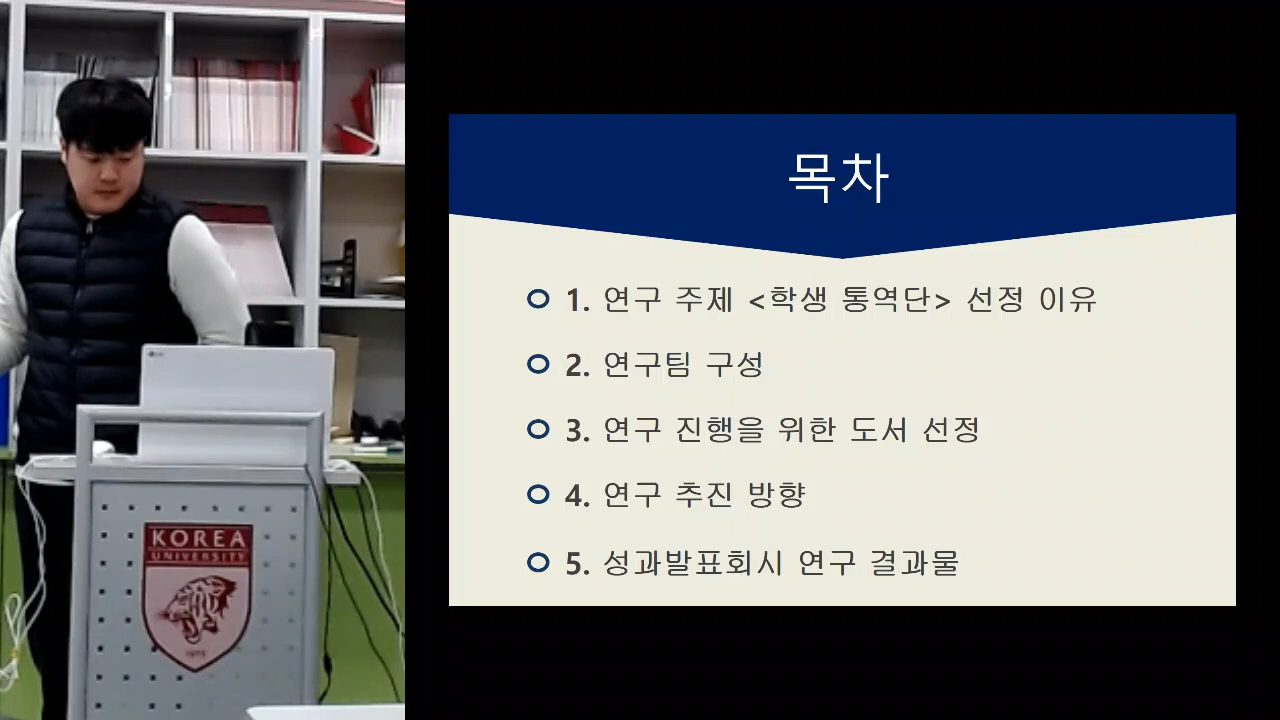 목차
1. 연구 주제 <학생 통역단> 선정 이유
2. 연구팀 구성
3. 연구 진행을 위한 도서 선정
4. 연구 추진 방향
5. 성과발표회시 연구 결과물
LG
KOREA
UNIVERSITY